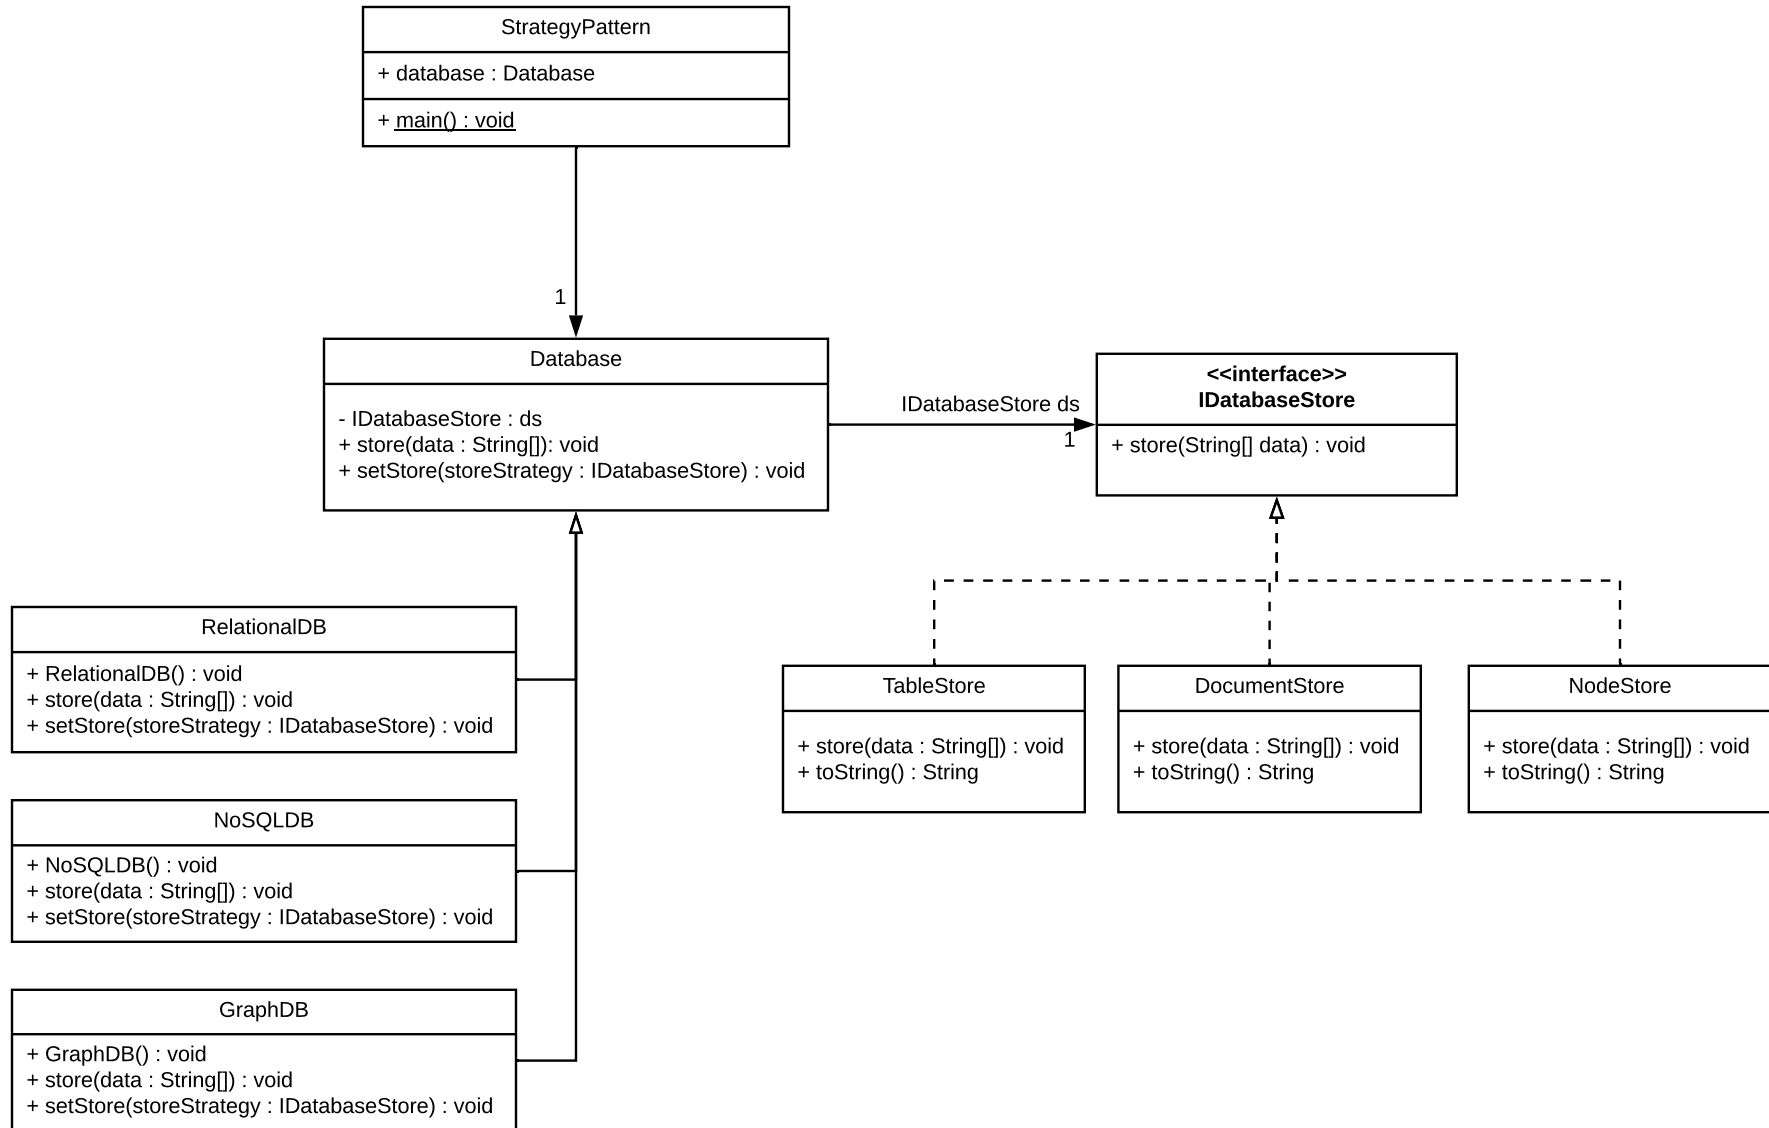 StrategyPattern
+ database : Database
+ main() : void
1
Database
- IDatabaseStore : ds
+ store(data : String[]): void
+ setStore(storeStrategy : IDatabaseStore) : void
IDatabaseStore ds
1
<<interface>>
IDatabaseStore
+ store(String[] data) : void
RelationalDB
+ RelationalDB() : void
+ store(data : String[]) : void
+ setStore(storeStrategy : IDatabaseStore) : void
TableStore
+ store(data : String[]) : void
+ toString() : String
DocumentStore
+ store(data : String[]) : void
+ toString() : String
NodeStore
+ store(data : String[]) : void
+ toString() : String
NoSQLDB
+ NoSQLDB() : void
+ store(data : String[]) : void
+ setStore(storeStrategy : IDatabaseStore) : void
GraphDB
+ GraphDB() : void
+ store(data : String[]) : void
+ setStore(storeStrategy : IDatabaseStore) : void